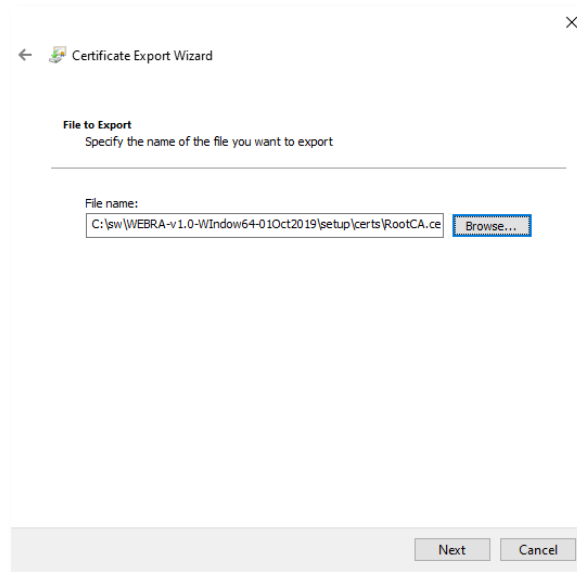 Certificate Export Wizard
File to Export
Specify the name of the file you want to export
File name:
C:\sw\WEBRA-v1.0-WIndow64-01Oct2019\setup\certs\RootCA.ce
Browse...
Next
Cancel